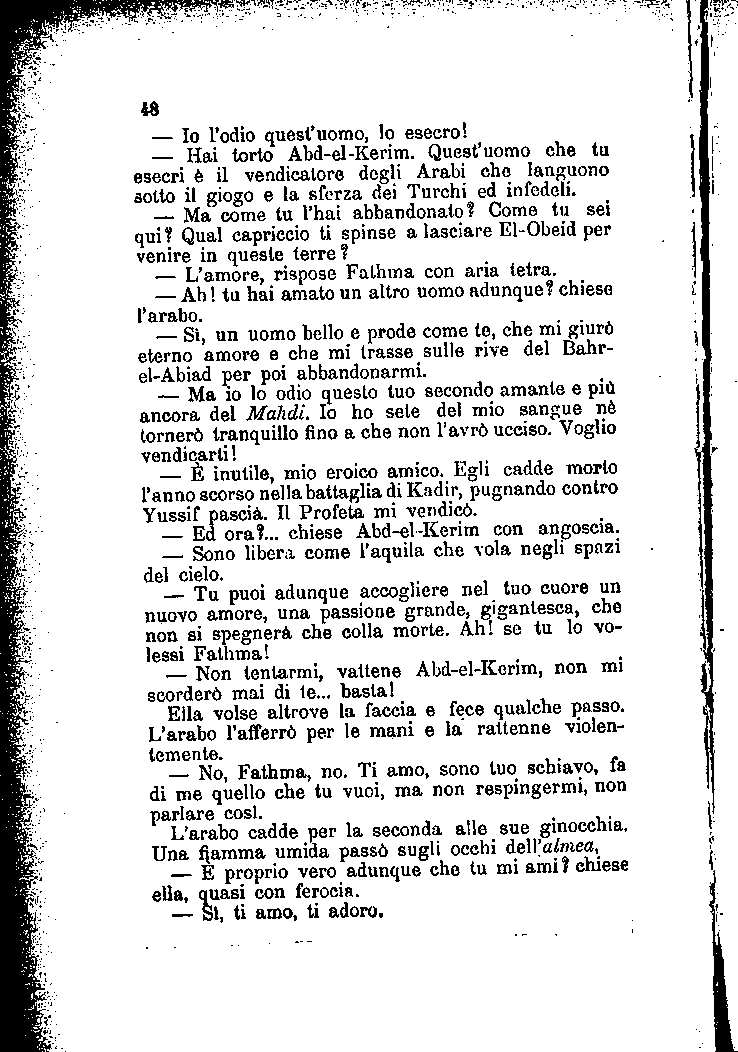 48
— Io l'odio quest'uomo, lo esecro!
— Hai torto Abd-el-Kerim. Quest'uomo che tu
esecri è il vendicatore degli Arabi che languono
sotto il giogo e la sferza dei Turchi ed infedeli.
— Ma come tu l'hai abbandonato? Come tu sei
qui? Qual capriccio ti spinse a lasciare El-Obeid per
venire in queste terre?
— L'amore, rispose Fathma con aria tetra.
— Ah! tu hai amato un altro uomo adunque? chiese
l'arabo.
— Sì, un uomo bello e prode come te, che mi giurò
eterno amore e che mi trasse sulle rive del Bahr-
el-Abiad per poi abbandonarmi.
— Ma io lo odio questo tuo secondo amante e più
ancora del Mahdi. Io ho sete del mio sangue nè
tornerò tranquillo fino a che non l'avrò ucciso. Voglio
vendicarti!
— È inutile, mio eroico amico. Egli cadde morto
l'anno scorso nella battaglia di Kadir, pugnando contro
Yussif pascià. Il Profeta mi vendicò.
— Ed ora?... chiese Abd-el-Kerim con angoscia.
— Sono libera come l'aquila che vola negli spazi
del cielo.
— Tu puoi adunque accogliere nel tuo cuore un
nuovo amore, una passione grande, gigantesca, che
non si spegnerà che colla morte. Ah! se tu lo vo-
lessi Fathma!
— Non tentarmi, vattene Abd-el-Kerim, non mi
scorderò mai di te... basta!
Ella volse altrove la faccia e fece qualche passo.
L'arabo l'afferrò per le mani e la rattenne violen-
temente.
— No, Fathma, no. Ti amo, sono tuo schiavo, fa
di me quello che tu vuoi, ma non respingermi, non
parlare così.
L'arabo cadde per la seconda alle sue ginocchia.
Una fiamma umida passò sugli occhi dell'almea,
— È proprio vero adunque che tu mi ami? chiese
ella, quasi con ferocia.
— Sì, ti amo, ti adoro.